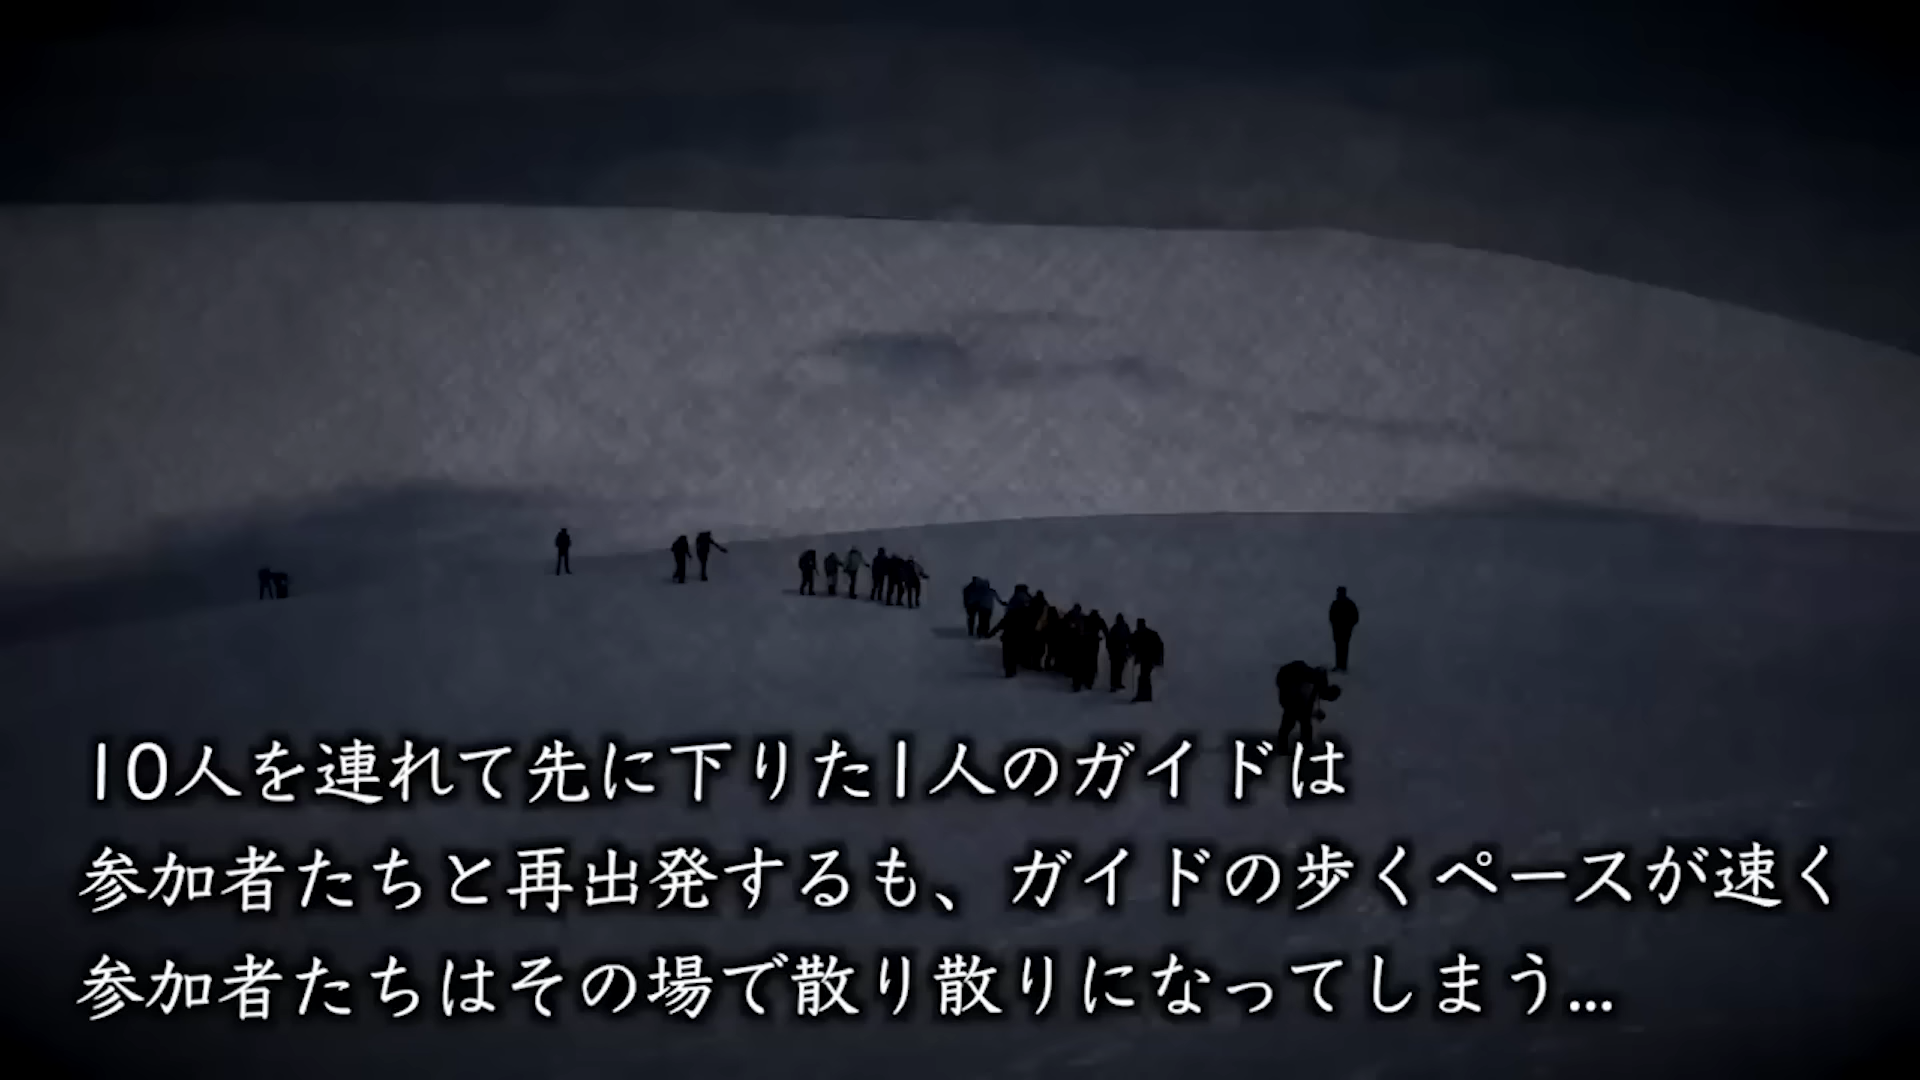 10人を連れて先に下りた1人のガイドは
参加者たちと再出発するも、ガイドの歩くペースが速く
参加者たちはその場で散り散りになってしまう...